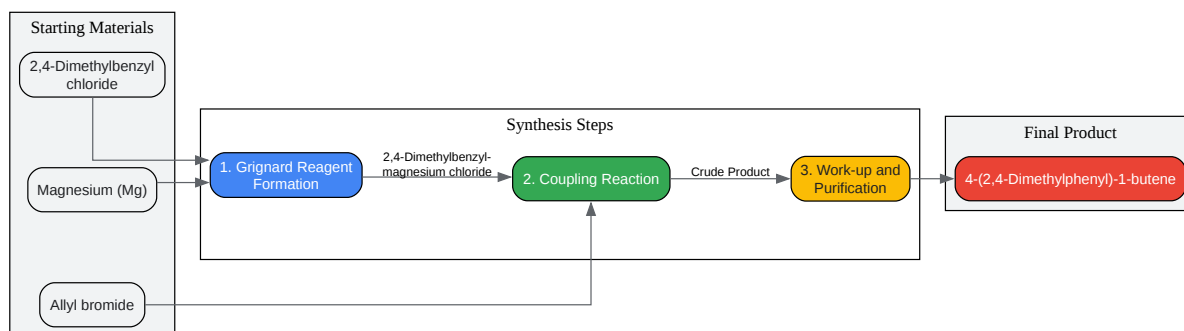 Starting Materials
2,4-Dimethylbenzyl
chloride
Magnesium (Mg)
Allyl bromide
Synthesis Steps
1. Grignard Reagent
Formation
2,4-Dimethylbenzyl-
magnesium chloride
2. Coupling Reaction
Crude Product
3. Work-up and
Purification
Final Product
4-(2,4-Dimethylphenyl)-1-butene